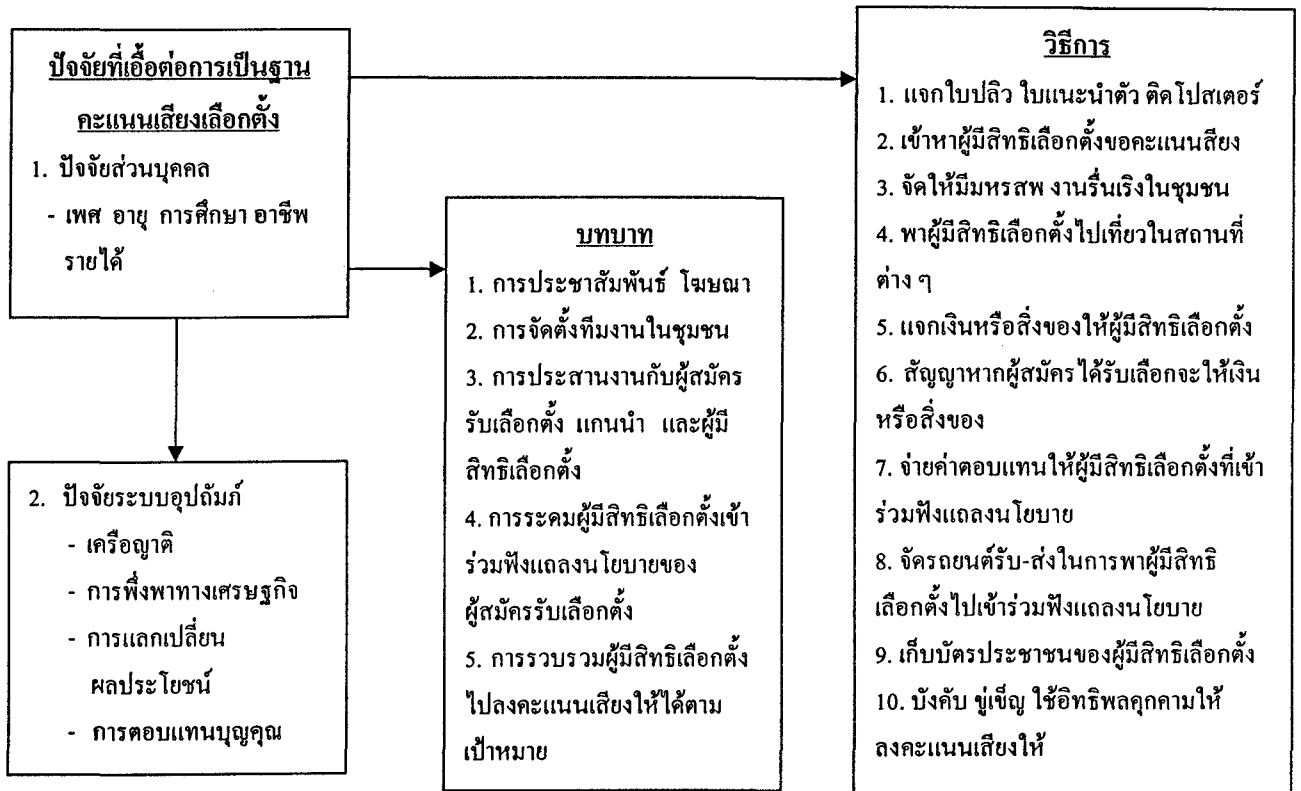 ปัจจัยที่เอื้อต่อการเป็นฐาน
คะแนนเสียงเลือกตั้ง
1. ปัจจัยส่วนบุคคล
- เพศ อายุ การศึกษา อาชีพ
รายได้
2. ปัจจัยระบบอุปถัมภ์
- เครือญาติ
- การพึ่งพาทางเศรษฐกิจ
- การแลกเปลี่ยน
ผลประโยชน์
- การตอบแทนบุญคุณ
บทบาท
1. การประชาสัมพันธ์ โฆษณา
2. การจัดตั้งทีมงานในชุมชน
3. การประสานงานกับผู้สมัคร
รับเลือกตั้ง แกนนำ และผู้มี
สิทธิเลือกตั้ง
4. การระดมผู้มีสิทธิเลือกตั้งเข้า
ร่วมฟังแถลงนโยบายของ
ผู้สมัครรับเลือกตั้ง
5. การรวบรวมผู้มีสิทธิเลือกตั้ง
ไปลงคะแนนเสียงให้ได้ตาม
เป้าหมาย
วิธีการ
1. แจกใบปลิว ใบแนะนำตัว ติดโปสเตอร์
2. เข้าหาผู้มีสิทธิเลือกตั้งขอคะแนนเสียง
3. จัดให้มีมหรสพ งานรื่นเริงในชุมชน
4. พาผู้มีสิทธิเลือกตั้งไปเที่ยวในสถานที่
ต่าง ๆ
5. แจกเงินหรือสิ่งของให้ผู้มีสิทธิเลือกตั้ง
6. สัญญาหากผู้สมัครได้รับเลือกจะให้เงิน
หรือสิ่งของ
7. จ่ายค่าตอบแทนให้ผู้มีสิทธิเลือกตั้งที่เข้า
ร่วมฟังแถลงนโยบาย
8. จัดรถยนต์รับ-ส่งในการพาผู้มีสิทธิ
เลือกตั้งไปเข้าร่วมฟังแถลงนโยบาย
9. เก็บบัตรประชาชนของผู้มีสิทธิเลือกตั้ง
10. บังคับ ขู่เข็ญ ใช้อิทธิพลคุกคามให้
ลงคะแนนเสียงให้